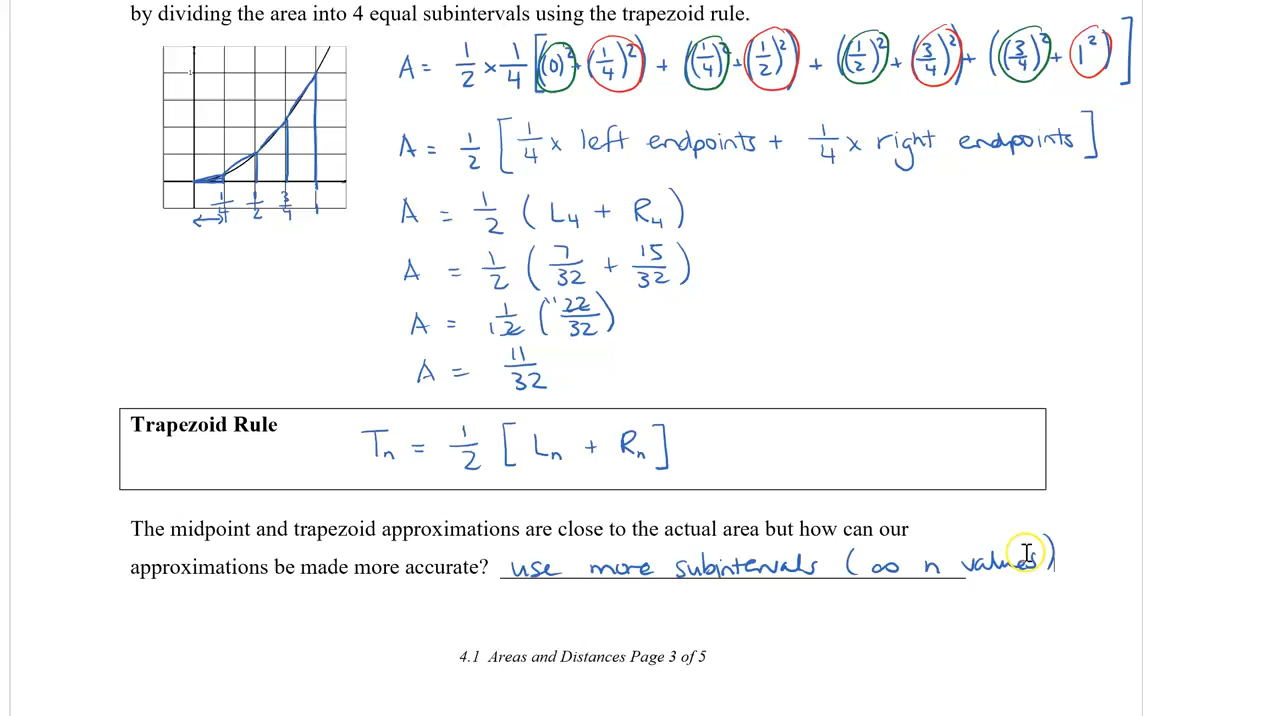 by dividing the area into 4 equal subintervals using the trapezoid rule.
A = 1/2 × 1/4 [((0)² + (1/4)²) + ((1/4)² + (1/2)²) + ((1/2)² + (3/4)²) + ((3/4)² + 1²)]
1
1/4 1/2 3/4 1
A = 1/2 [1/4 × left endpoints + 1/4 × right endpoints]
A = 1/2 (L₄ + R₄)
A = 1/2 (7/32 + 15/32)
A = 1/12 (11 22/32)
A = 11/32
Trapezoid Rule
Tₙ = 1/2 [Lₙ + Rₙ]
The midpoint and trapezoid approximations are close to the actual area but how can our
approximations be made more accurate? use more subintervals (∞ n values)
4.1 Areas and Distances Page 3 of 5